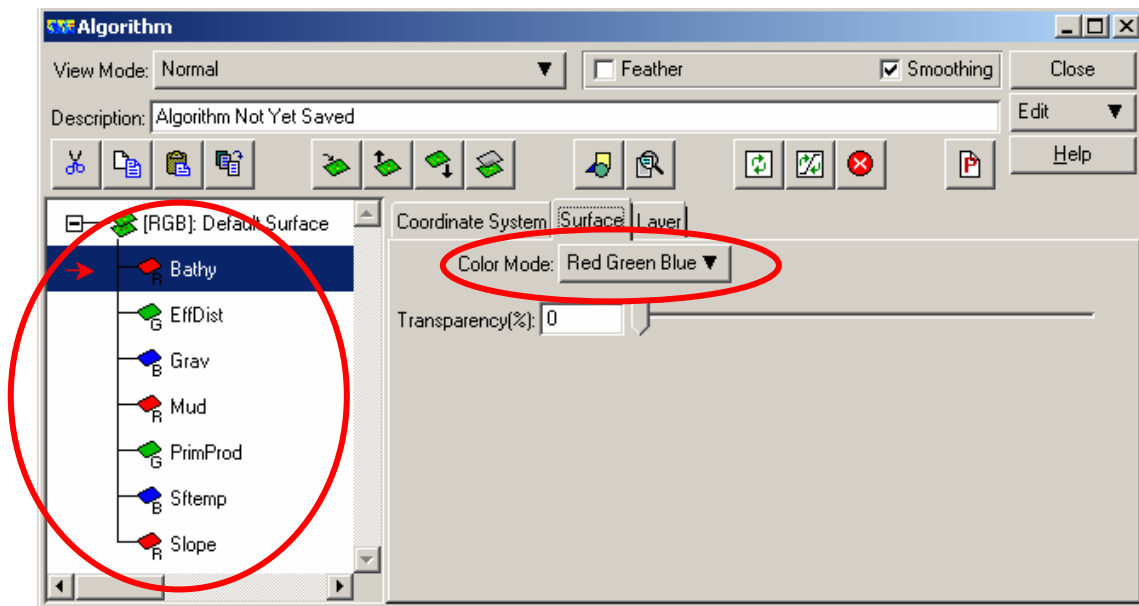 Algorithm
View Mode: Normal Feather Smoothing Close
Description: Algorithm Not Yet Saved Edit
Help
[RGB]: Default Surface Coordinate System Surface Layer
R Bathy Color Mode: Red Green Blue
G EffDist Transparency(%): 0
B Grav
R Mud
G PrimProd
B Sftemp
R Slope